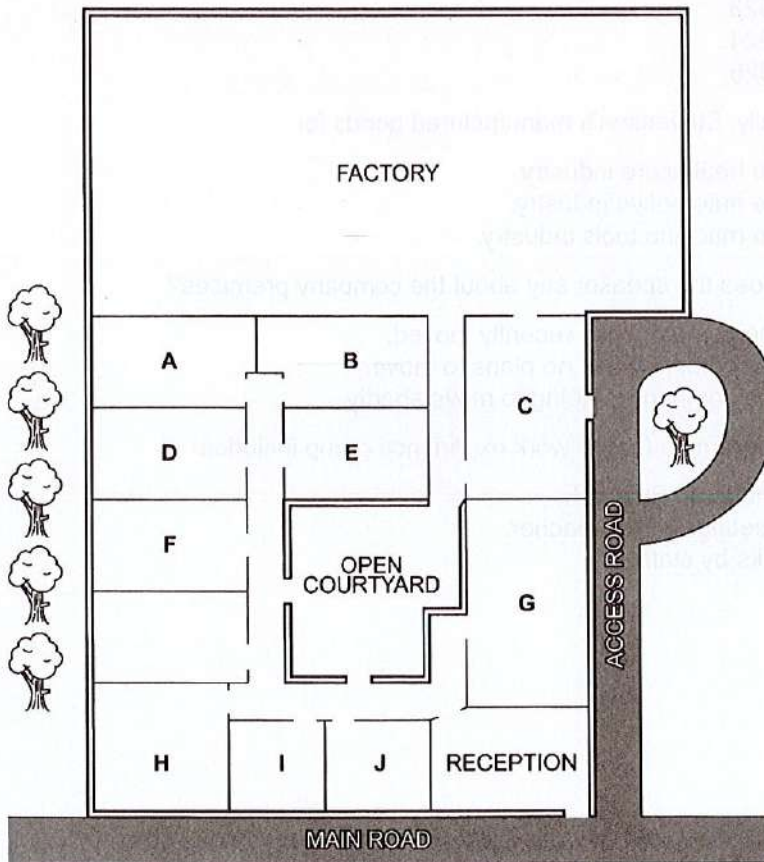 FACTORY
A
B
C
D
E
F
OPEN
COURTYARD
G
ACCESS ROAD
H
I
J
RECEPTION
MAIN ROAD